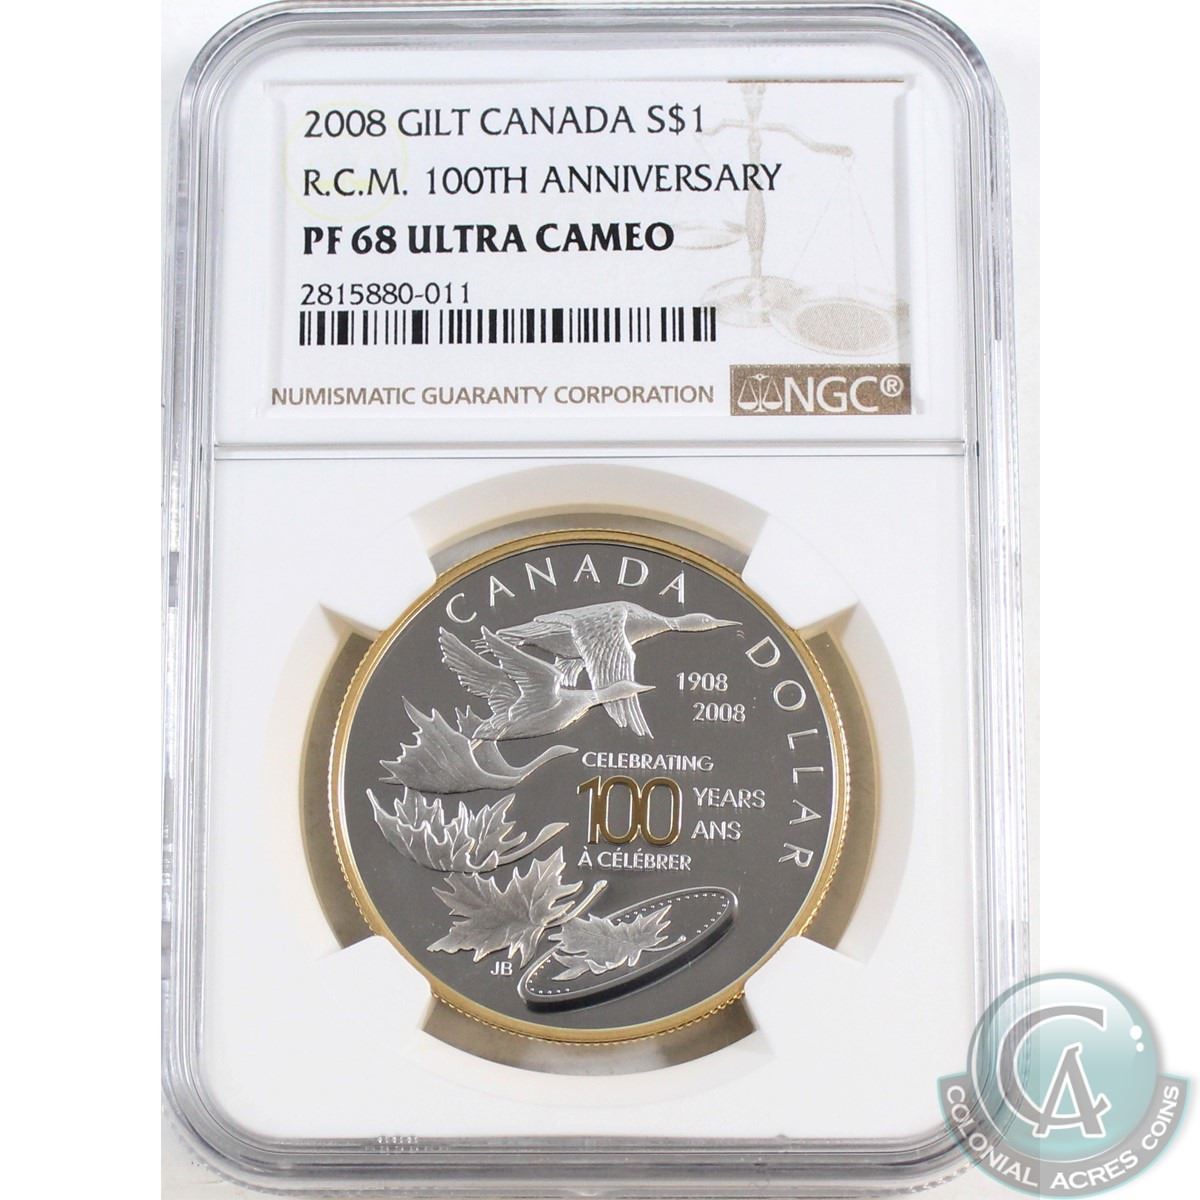 2008 GILT CANADA S$1
R.C.M. 100TH ANNIVERSARY
PF 68 ULTRA CAMEO
2815880-011
NUMISMATIC GUARANTY CORPORATION
NGC®
CANADA DOLLAR
1908
2008
CELEBRATING
100 YEARS
ANS
À CÉLÉBRER
JB
CA
COLONIAL ACRES COINS